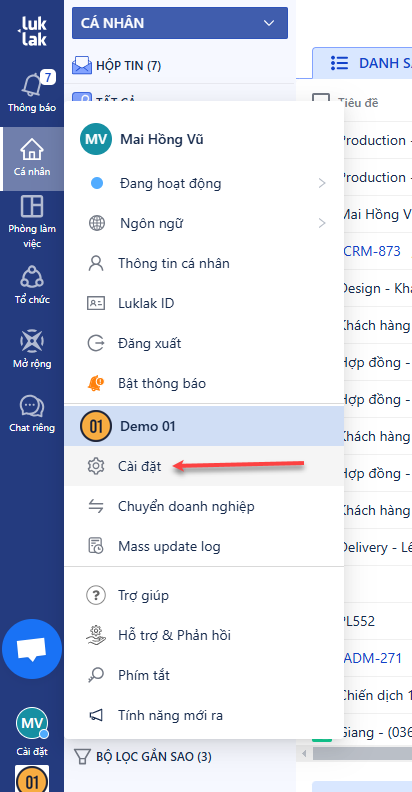 luk
lak
7
Thông báo
Cá nhân
Phòng làm
việc
Tổ chức
Mở rộng
Chat riêng
MV
Cài đặt
01
CÁ NHÂN
HỘP TIN (7)
TẤT CẢ
MV Mai Hồng Vũ
Đang hoạt động
Ngôn ngữ
Thông tin cá nhân
Luklak ID
Đăng xuất
Bật thông báo
01 Demo 01
Cài đặt
Chuyển doanh nghiệp
Mass update log
Trợ giúp
Hỗ trợ & Phản hồi
Phím tắt
Tính năng mới ra
BỘ LỌC GẮN SAO (3)
DANH SÁ
Tiêu đề
Production -
Production -
Mai Hồng V
CRM-873
Design - Khá
Khách hàng
Hợp đồng -
Khách hàng
Hợp đồng -
Hợp đồng -
Khách hàng
Delivery - Lê
PL552
ADM-271
Chiến dịch 1
Giang - (036